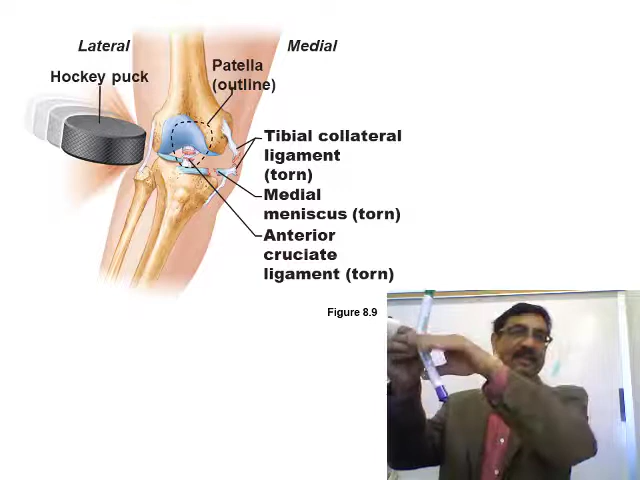 Lateral
Medial
Hockey puck
Patella
(outline)
Tibial collateral
ligament
(torn)
Medial
meniscus (torn)
Anterior
cruciate
ligament (torn)
Figure 8.9